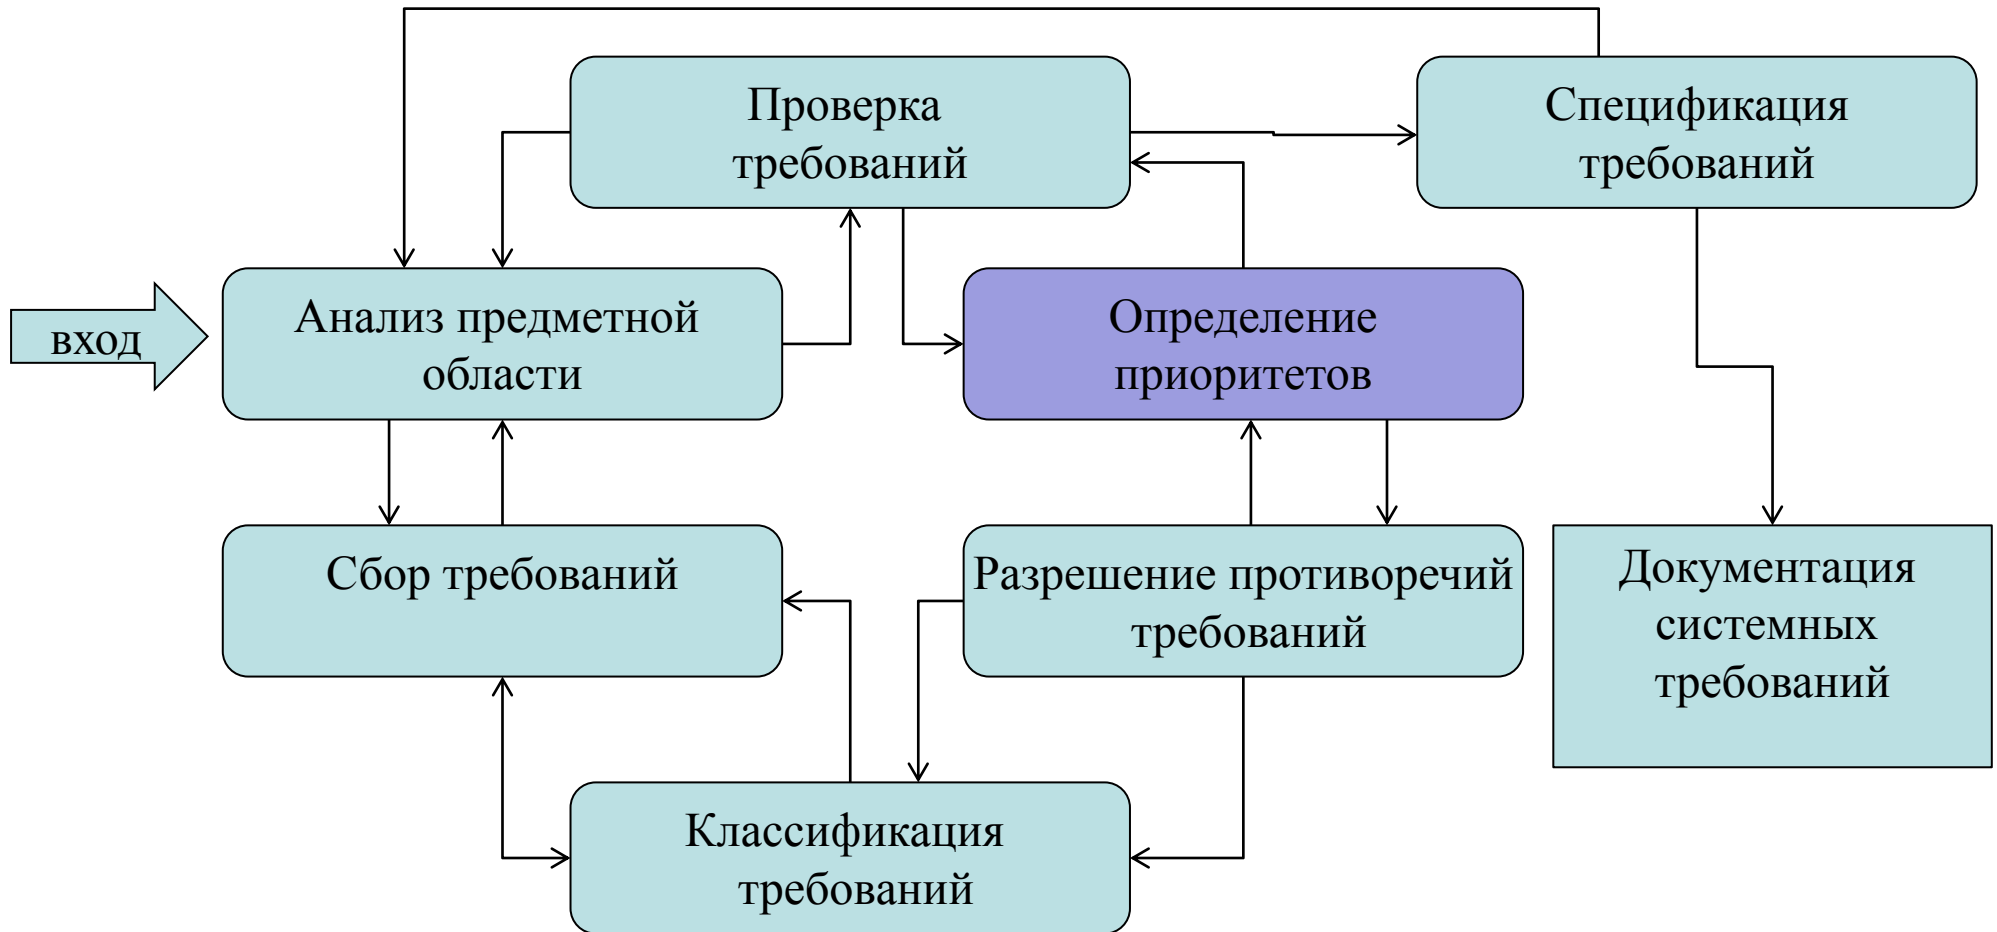 Проверка
требований
Спецификация
требований
вход
Анализ предметной
области
Определение
приоритетов
Сбор требований
Разрешение противоречий
требований
Документация
системных
требований
Классификация
требований